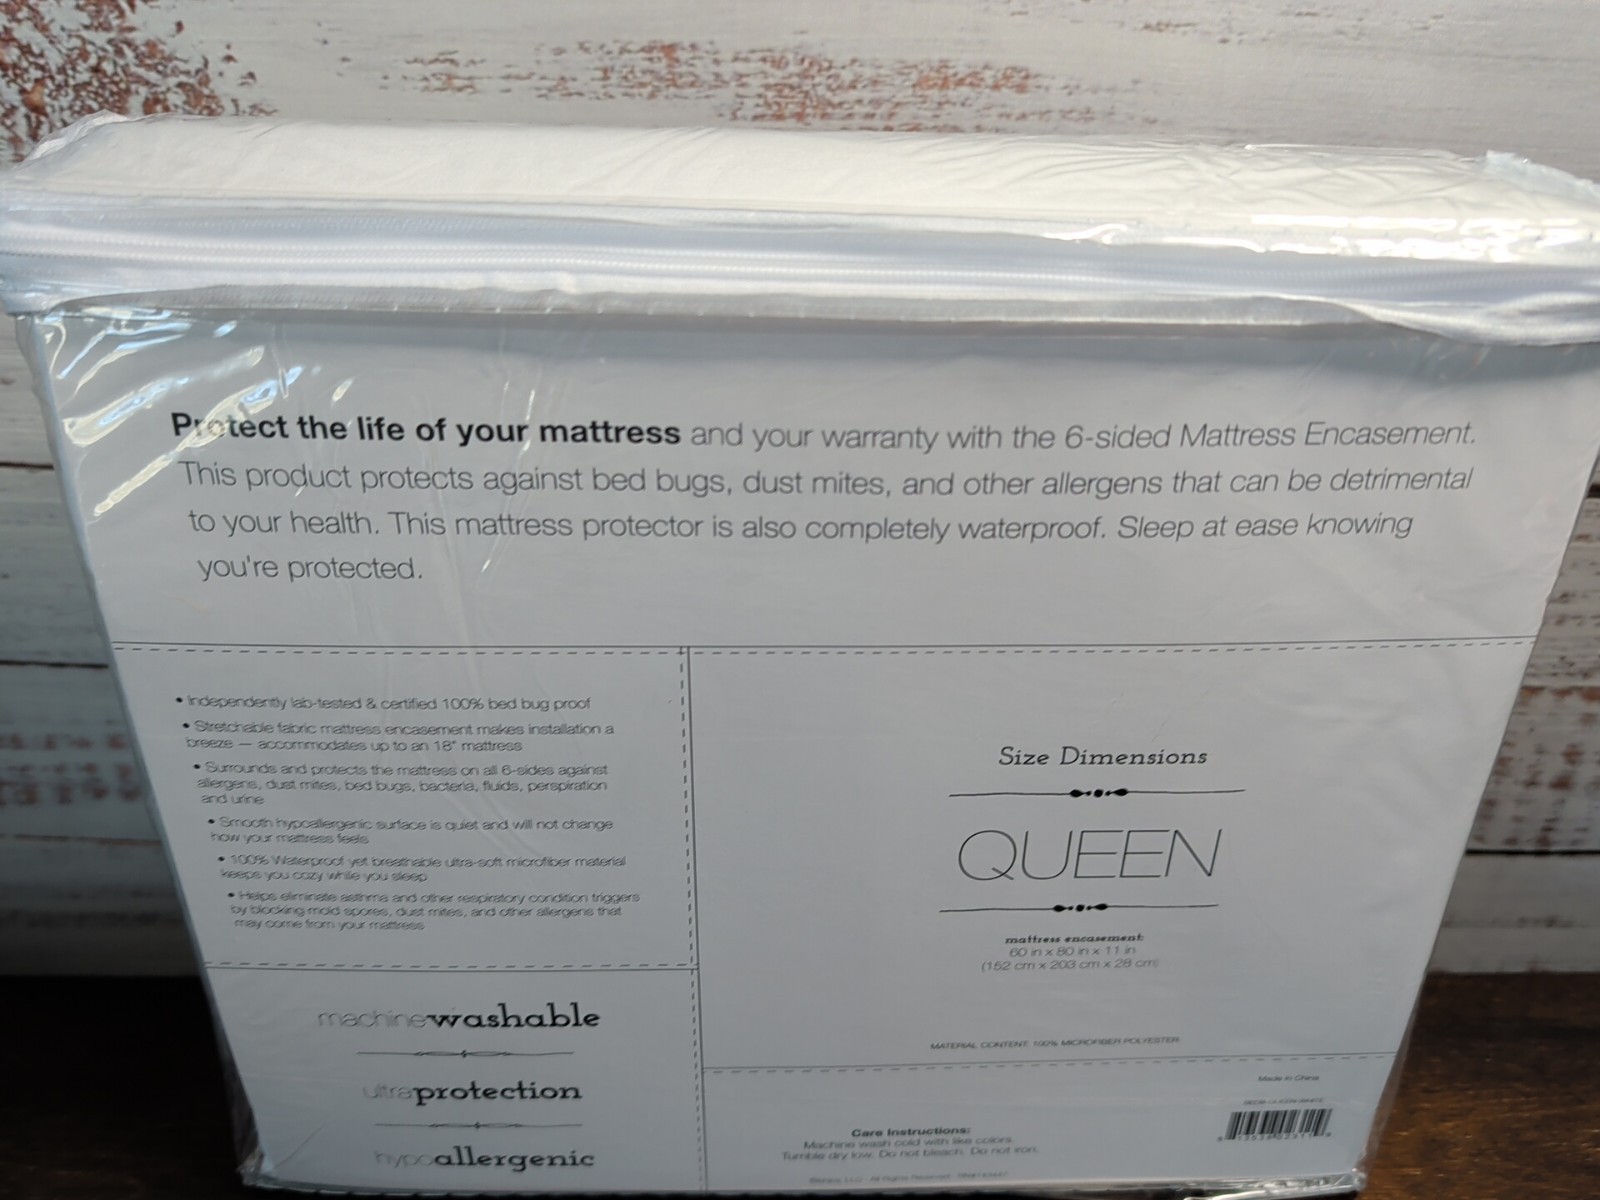 Protect the life of your mattress and your warranty with the 6-sided Mattress Encasement.
This product protects against bed bugs, dust mites, and other allergens that can be detrimental
to your health. This mattress protector is also completely waterproof. Sleep at ease knowing
you're protected.
• Independently lab-tested & certified 100% bed bug proof
• Stretchable fabric mattress encasement makes installation a
breeze — accommodates up to an 18" mattress
• Surrounds and protects the mattress on all 6-sides against
allergens, dust mites, bed bugs, bacteria, fluids, perspiration
and urine
• Smooth hypoallergenic surface is quiet and will not change
how your mattress feels
• 100% Waterproof yet breathable ultra-soft microfiber material
keeps you cozy while you sleep
• Helps eliminate asthma and other respiratory condition triggers
by blocking mold spores, dust mites, and other allergens that
may come from your mattress
machinewashable
ultraprotection
hypoallergenic
Size Dimensions
QUEEN
mattress encasement:
60 in x 80 in x 11 in
(152 cm x 203 cm x 28 cm)
MATERIAL CONTENT: 100% MICROFIBER POLYESTER
Care Instructions:
Machine wash cold with like colors.
Tumble dry low. Do not bleach. Do not iron.
All Rights Reserved
Made in China